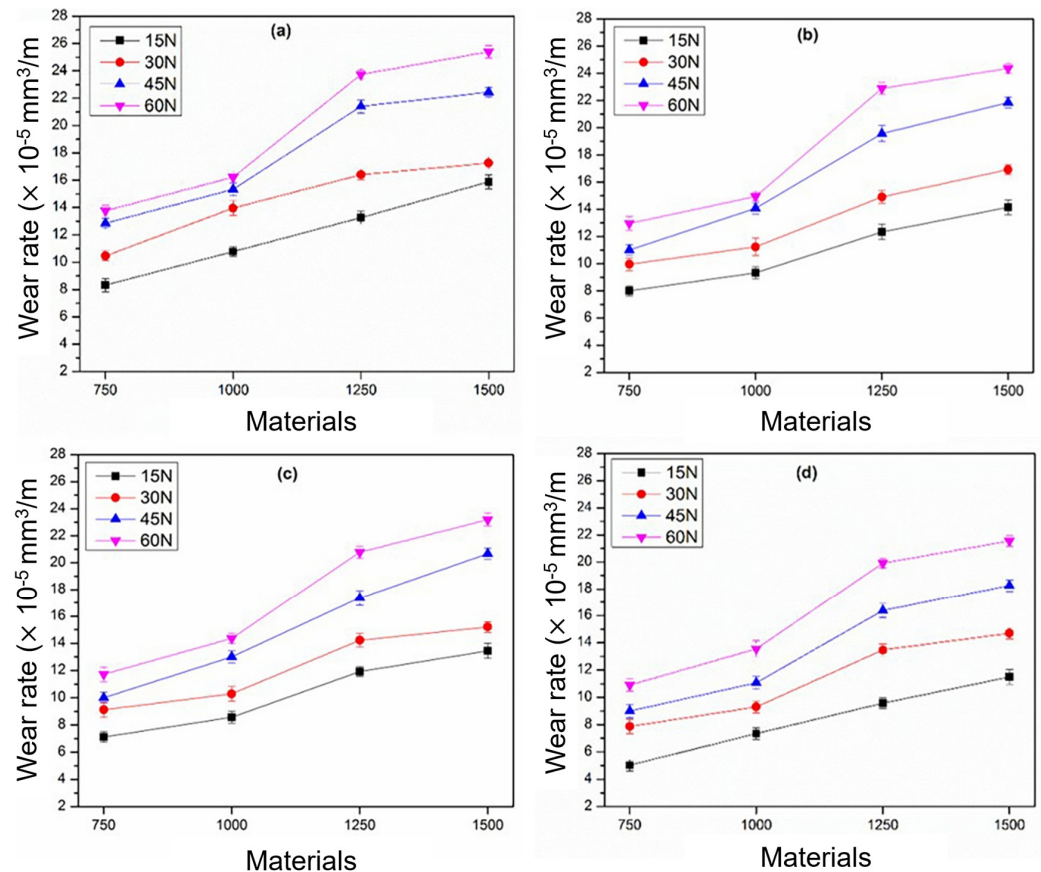 (a)
15N
30N
45N
60N
28
26
24
22
20
18
16
14
12
10
8
6
4
2
Wear rate (× 10-5 mm3/m
750 1000 1250 1500
Materials
(b)
15N
30N
45N
60N
28
26
24
22
20
18
16
14
12
10
8
6
4
2
Wear rate (× 10-5 mm3/m
750 1000 1250 1500
Materials
(c)
15N
30N
45N
60N
28
26
24
22
20
18
16
14
12
10
8
6
4
2
Wear rate (× 10-5 mm3/m
750 1000 1250 1500
Materials
(d)
15N
30N
45N
60N
28
26
24
22
20
18
16
14
12
10
8
6
4
2
Wear rate (× 10-5 mm3/m
750 1000 1250 1500
Materials